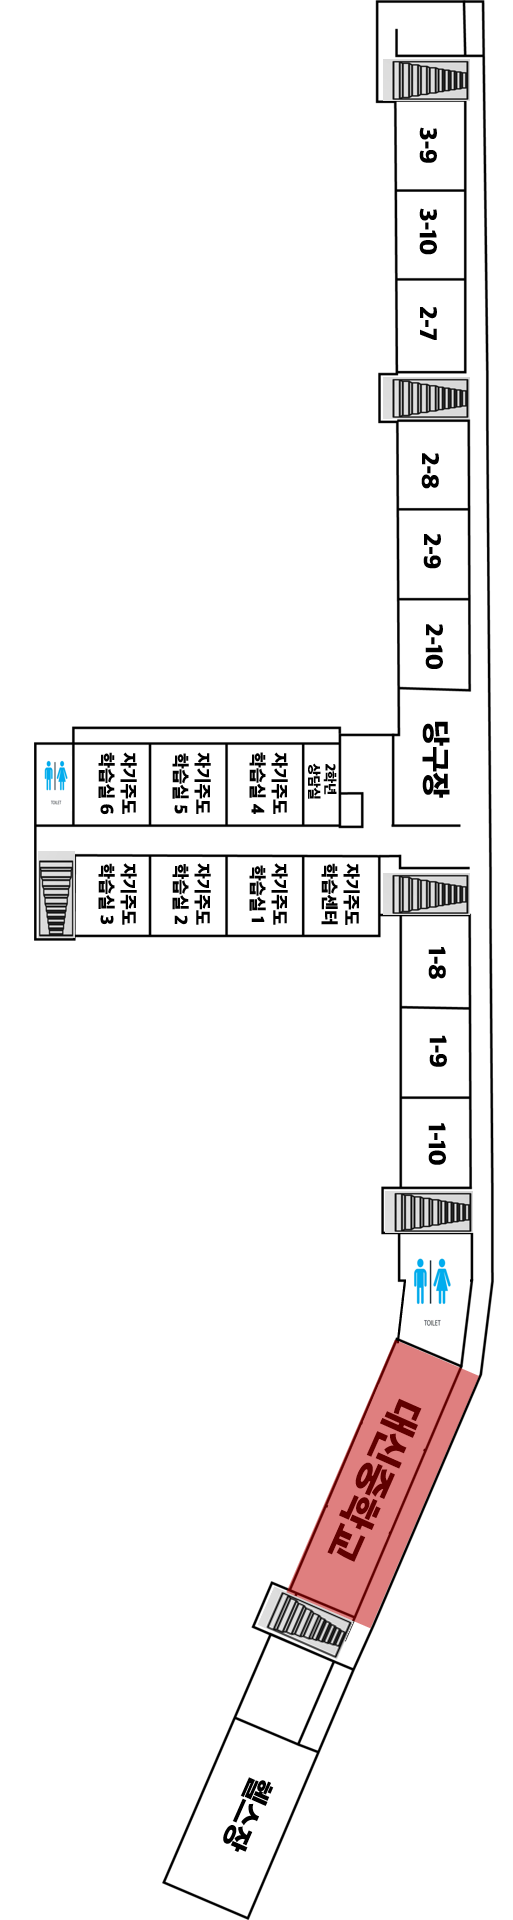 3-9
3-10
2-7
2-8
2-9
2-10
당구장
2학년
상담실
자기주도
학습실 4
자기주도
학습실 5
자기주도
학습실 6
TOILET
자기주도
학습센터
자기주도
학습실 1
자기주도
학습실 2
자기주도
학습실 3
1-8
1-9
1-10
TOILET
대신중학교
헬스장